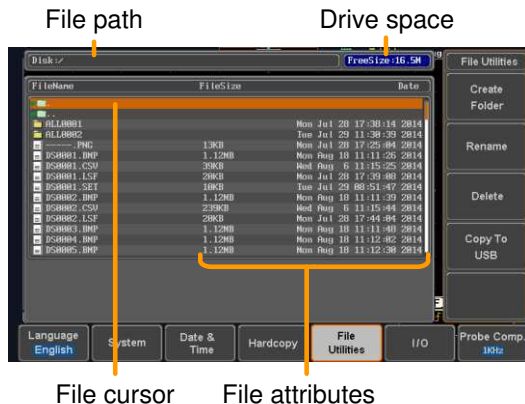 File path Drive space
Disk:/ FreeSize:16.5M File Utilities
FileName FileSize Date
.
..
ALL0001 Mon Jul 28 17:38:14 2014
ALL0002 Tue Jul 29 11:30:39 2014
-----.PNG 13KB Mon Jul 28 17:25:04 2014
DS0001.BMP 1.12MB Mon Aug 18 11:11:26 2014
DS0001.CSV 39KB Wed Aug 6 11:15:25 2014
DS0001.LSF 20KB Mon Jul 28 17:39:08 2014
DS0001.SET 10KB Tue Jul 29 08:51:47 2014
DS0002.BMP 1.12MB Mon Aug 18 11:11:39 2014
DS0002.CSV 239KB Wed Aug 6 11:15:44 2014
DS0002.LSF 20KB Mon Jul 28 17:44:04 2014
DS0003.BMP 1.12MB Mon Aug 18 11:11:48 2014
DS0004.BMP 1.12MB Mon Aug 18 11:12:02 2014
DS0005.BMP 1.12MB Mon Aug 18 11:12:30 2014
Create
Folder
Rename
Delete
Copy To
USB
Language
English
System
Date &
Time
Hardcopy
File
Utilities
I/O
Probe Comp.
1KHz
File cursor File attributes